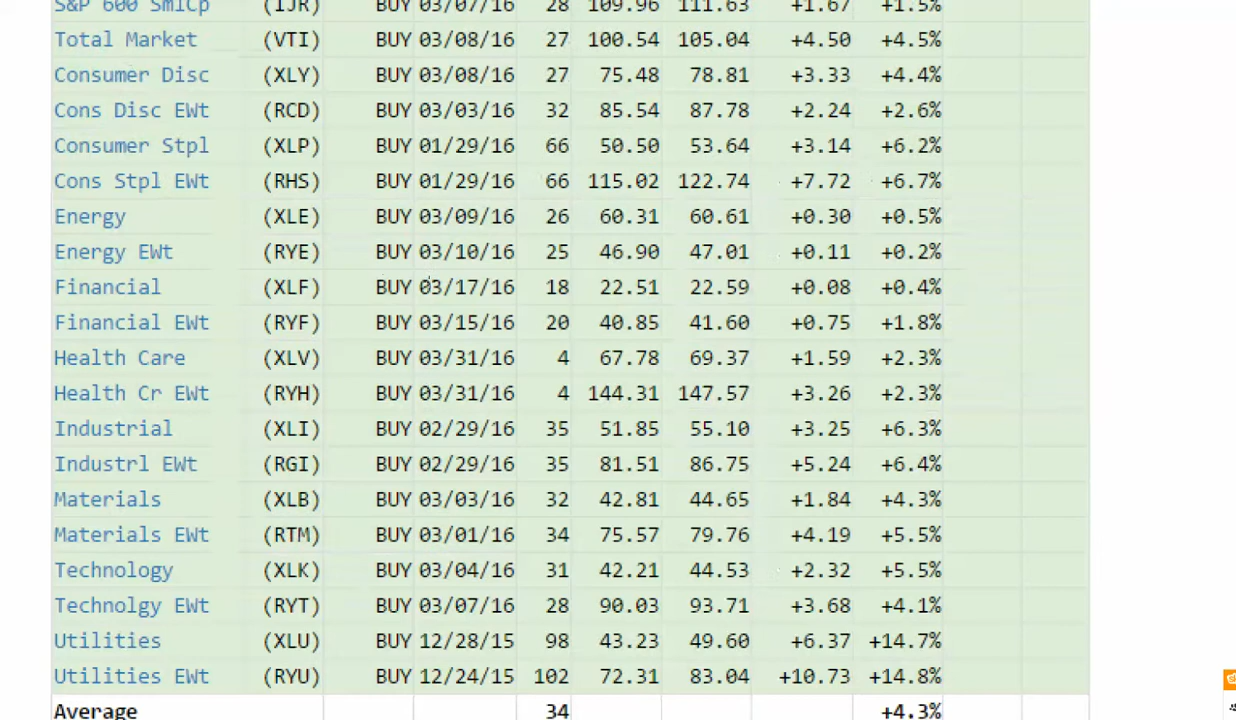 S&P 600 SmlCp (IJR) BUY 03/07/16 28 109.96 111.63 +1.67 +1.5%
Total Market (VTI) BUY 03/08/16 27 100.54 105.04 +4.50 +4.5%
Consumer Disc (XLY) BUY 03/08/16 27 75.48 78.81 +3.33 +4.4%
Cons Disc EWt (RCD) BUY 03/03/16 32 85.54 87.78 +2.24 +2.6%
Consumer Stpl (XLP) BUY 01/29/16 66 50.50 53.64 +3.14 +6.2%
Cons Stpl EWt (RHS) BUY 01/29/16 66 115.02 122.74 +7.72 +6.7%
Energy (XLE) BUY 03/09/16 26 60.31 60.61 +0.30 +0.5%
Energy EWt (RYE) BUY 03/10/16 25 46.90 47.01 +0.11 +0.2%
Financial (XLF) BUY 03/17/16 18 22.51 22.59 +0.08 +0.4%
Financial EWt (RYF) BUY 03/15/16 20 40.85 41.60 +0.75 +1.8%
Health Care (XLV) BUY 03/31/16 4 67.78 69.37 +1.59 +2.3%
Health Cr EWt (RYH) BUY 03/31/16 4 144.31 147.57 +3.26 +2.3%
Industrial (XLI) BUY 02/29/16 35 51.85 55.10 +3.25 +6.3%
Industrl EWt (RGI) BUY 02/29/16 35 81.51 86.75 +5.24 +6.4%
Materials (XLB) BUY 03/03/16 32 42.81 44.65 +1.84 +4.3%
Materials EWt (RTM) BUY 03/01/16 34 75.57 79.76 +4.19 +5.5%
Technology (XLK) BUY 03/04/16 31 42.21 44.53 +2.32 +5.5%
Technolgy EWt (RYT) BUY 03/07/16 28 90.03 93.71 +3.68 +4.1%
Utilities (XLU) BUY 12/28/15 98 43.23 49.60 +6.37 +14.7%
Utilities EWt (RYU) BUY 12/24/15 102 72.31 83.04 +10.73 +14.8%
Average 34 +4.3%